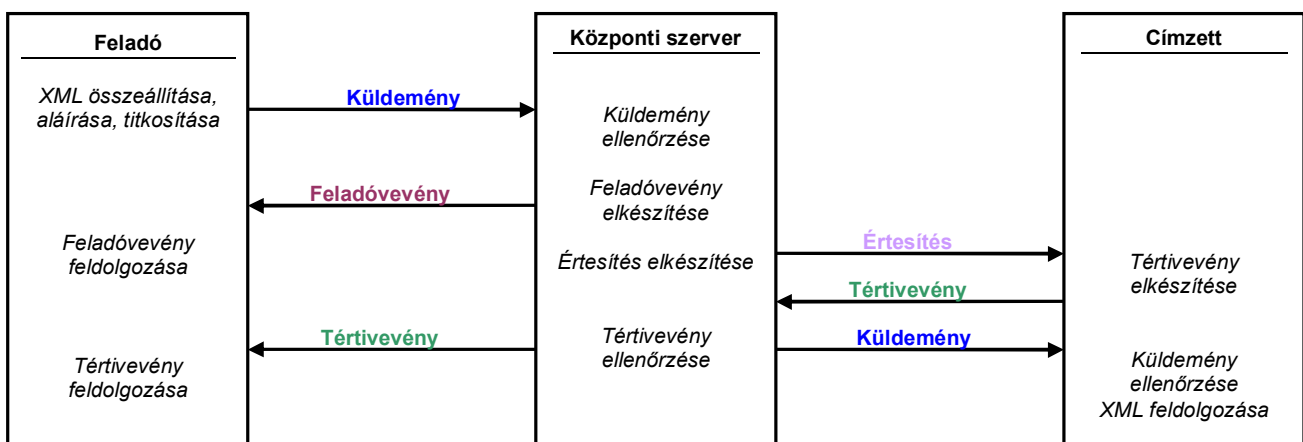 Feladó
XML összeállítása,
aláírása, titkosítása
Feladóvevény
feldolgozása
Tértivevény
feldolgozása
Küldemény
Feladóvevény
Tértivevény
Központi szerver
Küldemény
ellenőrzése
Feladóvevény
elkészítése
Értesítés elkészítése
Tértivevény
ellenőrzése
Értesítés
Tértivevény
Küldemény
Címzett
Tértivevény
elkészítése
Küldemény
ellenőrzése
XML feldolgozása